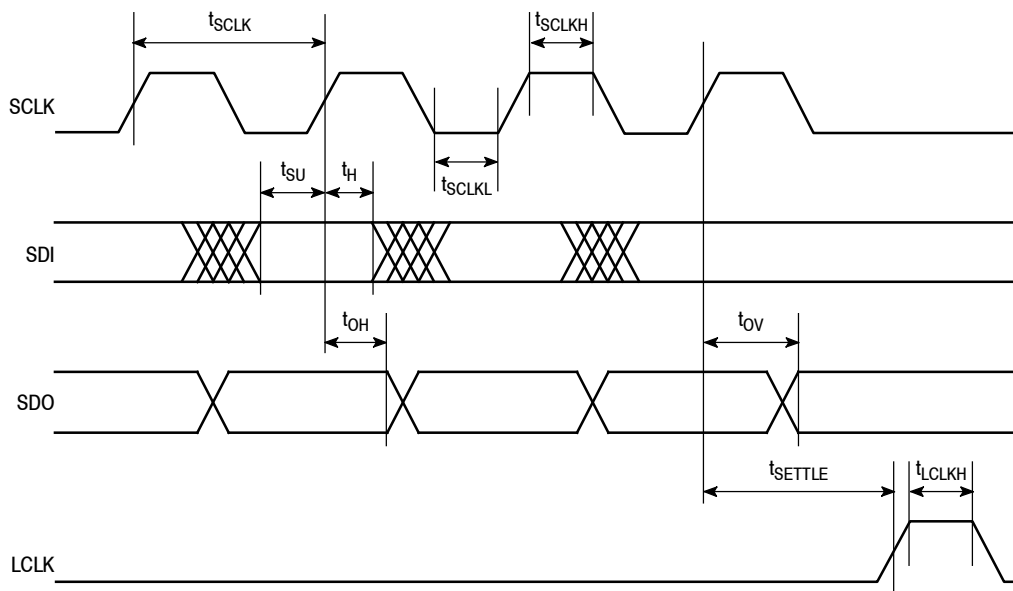 tSCLK
tSCLKH
SCLK
tSU
tH
tSCLKL
SDI
tOH
tOV
SDO
tSETTLE
tLCLKH
LCLK